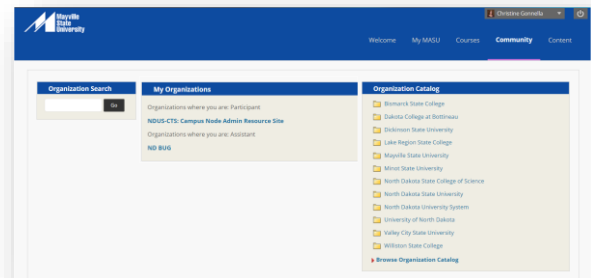 Mayville
State
University
Christina Gonnella
Welcome
My MASU
Courses
Community
Content
Organization Search
Go
My Organizations
Organizations where you are: Participant
NDUS-CTS: Campus Node Admin Resource Site
Organizations where you are: Assistant
ND BUG
Organization Catalog
Bismarck State College
Dakota College at Bottineau
Dickinson State University
Lake Region State College
Mayville State University
Minot State University
North Dakota State College of Science
North Dakota State University
North Dakota University System
University of North Dakota
Valley City State University
Williston State College
Browse Organization Catalog